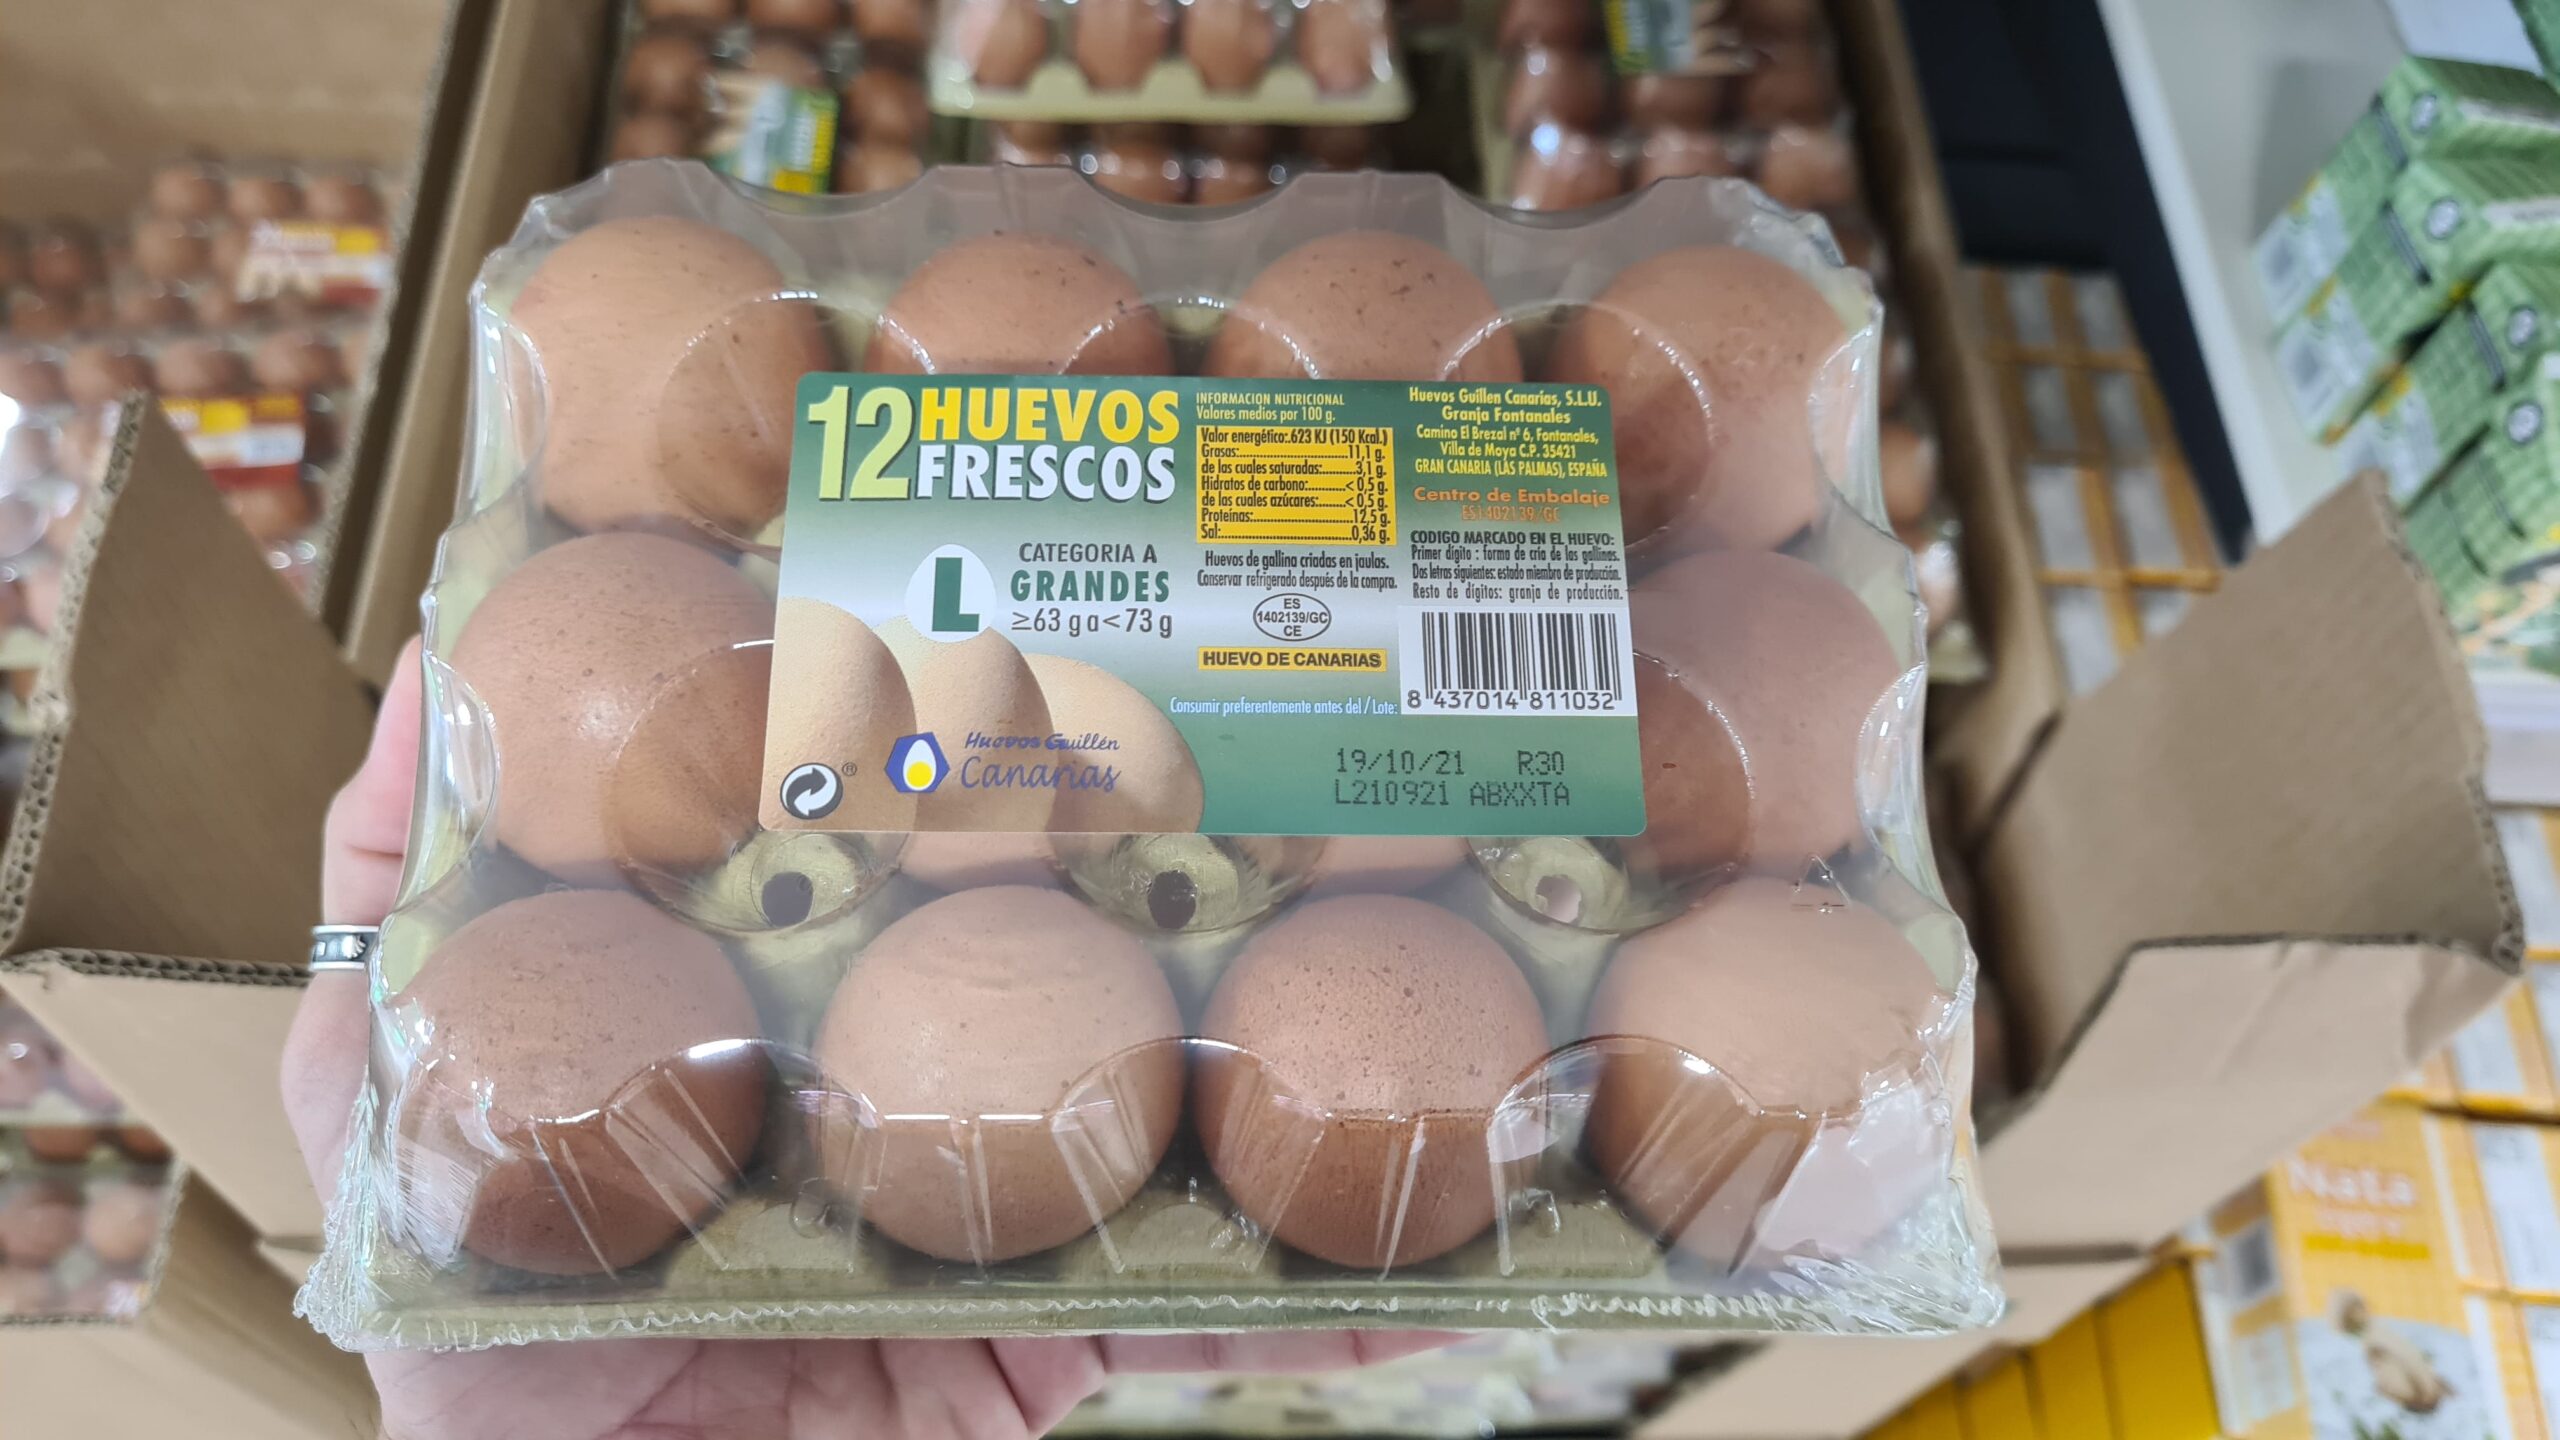 12 HUEVOS
FRESCOS
CATEGORIA A
L GRANDES
≥63 g a<73 g
Huevos Guillén
Canarias
®
INFORMACION NUTRICIONAL
Valores medios por 100 g.
Valor energético:.623 KJ (150 Kcal.)
Grasas:..................11,1 g.
de las cuales saturadas:........3,1 g.
Hidratos de carbono:.........< 0,5 g.
de las cuales azúcares:.......< 0,5 g.
Proteínas:...................12,5 g.
Sal:.........................0,36 g.
Huevos de gallina criadas en jaulas.
Conservar refrigerado después de la compra.
ES
1402139/GC
CE
HUEVO DE CANARIAS
Consumir preferentemente antes del / Lote:
Huevos Guillen Canarias, S.L.U.
Granja Fontanales
Camino El Brezal nº 6, Fontanales,
Villa de Moya C.P. 35421
GRAN CANARIA (LAS PALMAS), ESPAÑA
Centro de Embalaje
ES1402139/GC
CODIGO MARCADO EN EL HUEVO:
Primer dígito : forma de cría de las gallinas.
Dos letras siguientes: estado miembro de producción.
Resto de dígitos: granja de producción.
8 437014 811032
19/10/21 R30
L210921 ABXXTA
Nata